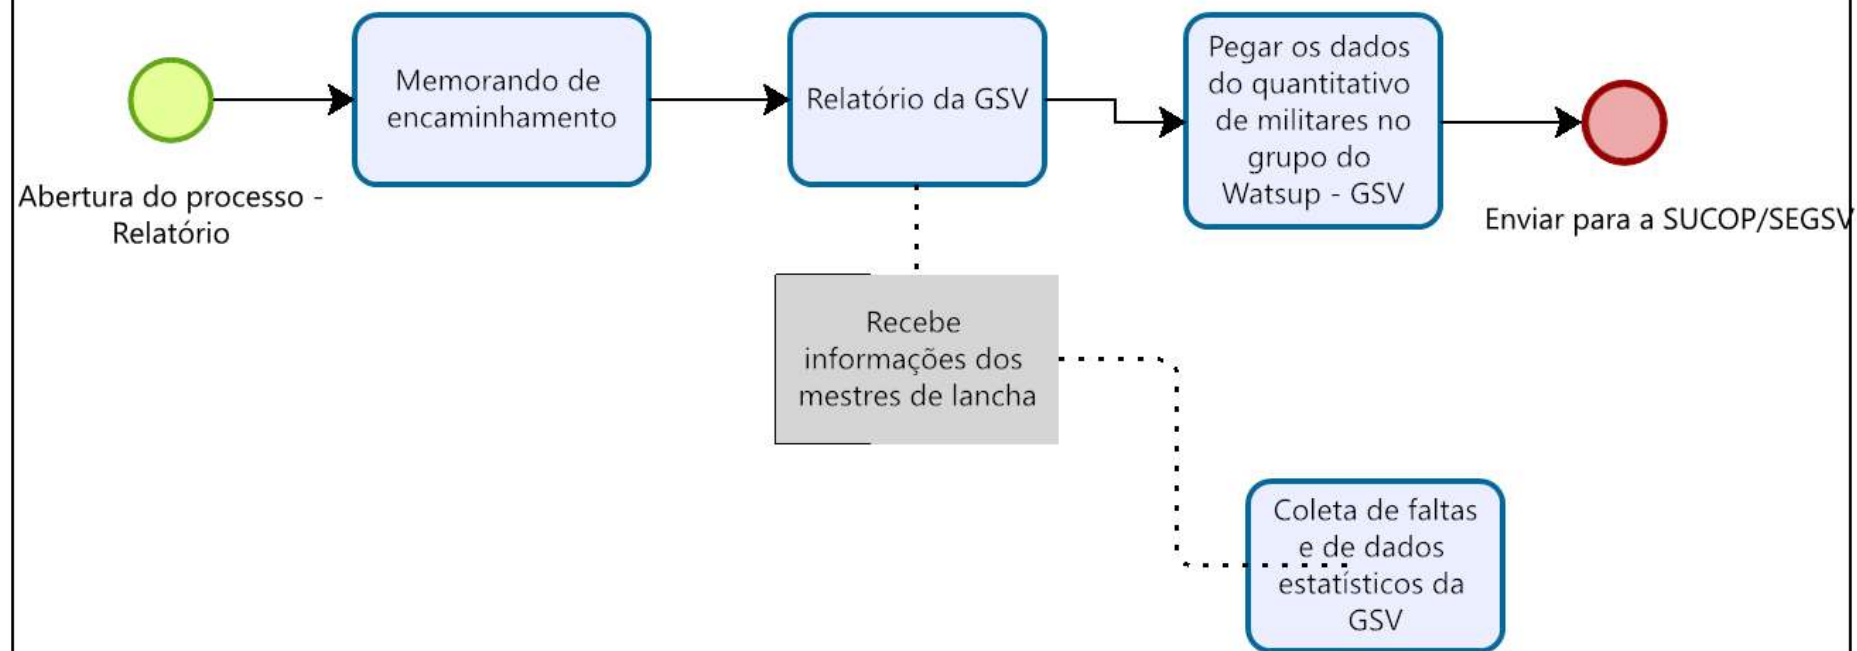 Abertura do processo -
Relatório
Memorando de
encaminhamento
Relatório da GSV
Pegar os dados
do quantitativo
de militares no
grupo do
Watsup - GSV
Enviar para a SUCOP/SEGSV
Recebe
informações dos
mestres de lancha
Coleta de faltas
e de dados
estatísticos da
GSV